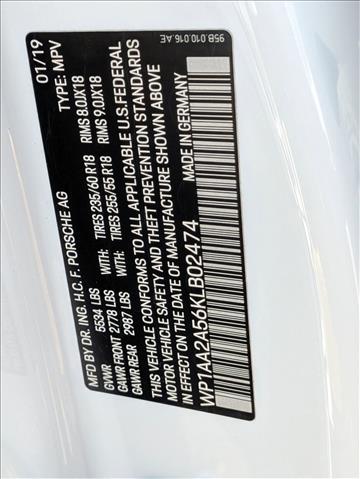 95B.010.016.AE
MFD BY DR. ING. H.C. F. PORSCHE AG 01/19
GVWR 5534 LBS TYPE: MPV
GAWR FRONT 2778 LBS WITH: TIRES 235/60 R18 RIMS 8.0JX18
GAWR REAR 2987 LBS WITH: TIRES 255/55 R18 RIMS 9.0JX18
THIS VEHICLE CONFORMS TO ALL APPLICABLE U.S.FEDERAL
MOTOR VEHICLE SAFETY AND THEFT PREVENTION STANDARDS
IN EFFECT ON THE DATE OF MANUFACTURE SHOWN ABOVE
WP1AA2A56KLB02474 MADE IN GERMANY